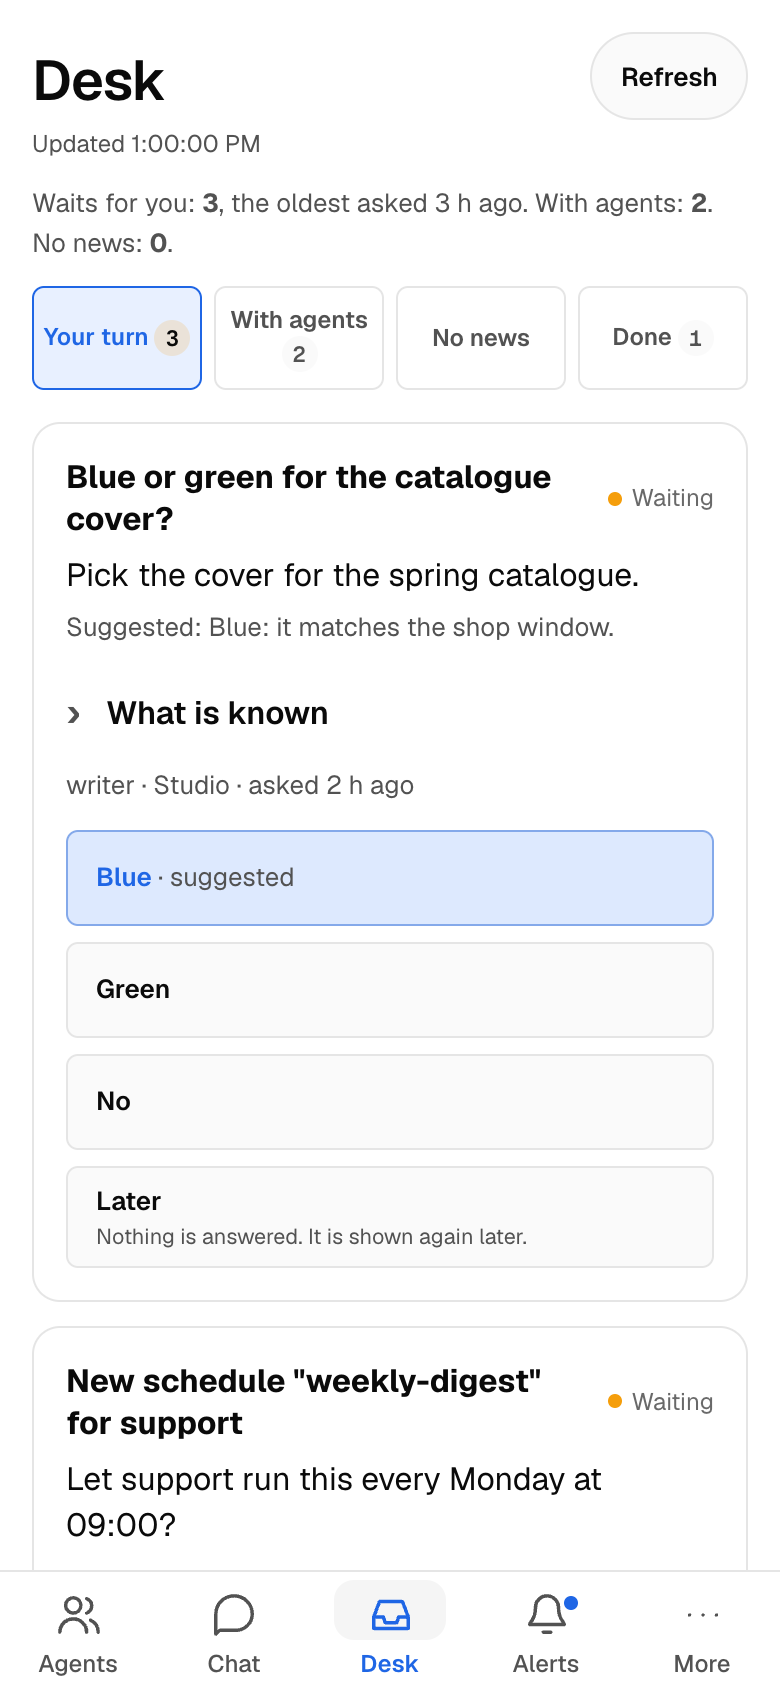 Desk
Refresh
Updated 1:00:00 PM
Waits for you: 3, the oldest asked 3 h ago. With agents: 2.
No news: 0.
Your turn 3
With agents
2
No news
Done 1
Blue or green for the catalogue
cover?
Waiting
Pick the cover for the spring catalogue.
Suggested: Blue: it matches the shop window.
› What is known
writer · Studio · asked 2 h ago
Blue · suggested
Green
No
Later
Nothing is answered. It is shown again later.
New schedule "weekly-digest"
for support
Waiting
Let support run this every Monday at
09:00?
Agents
Chat
Desk
Alerts
More